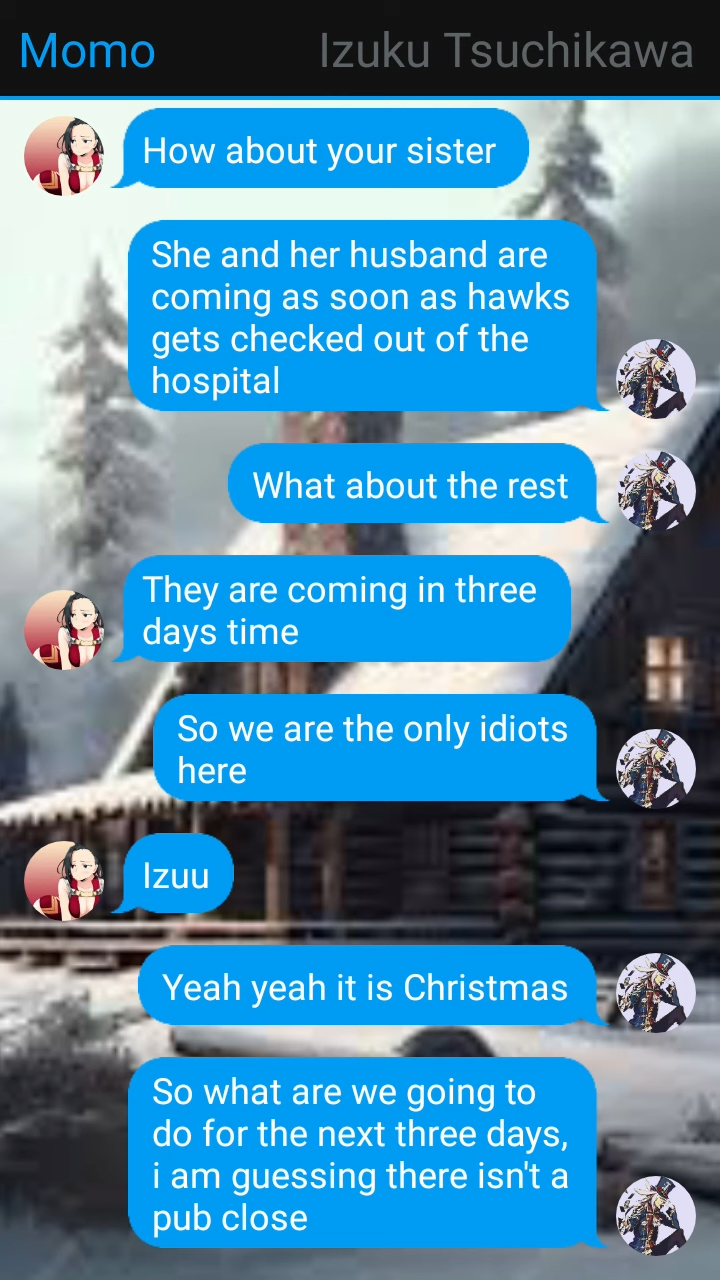 Momo Izuku Tsuchikawa
How about your sister
She and her husband are
coming as soon as hawks
gets checked out of the
hospital
What about the rest
They are coming in three
days time
So we are the only idiots
here
Izuu
Yeah yeah it is Christmas
So what are we going to
do for the next three days,
i am guessing there isn't a
pub close